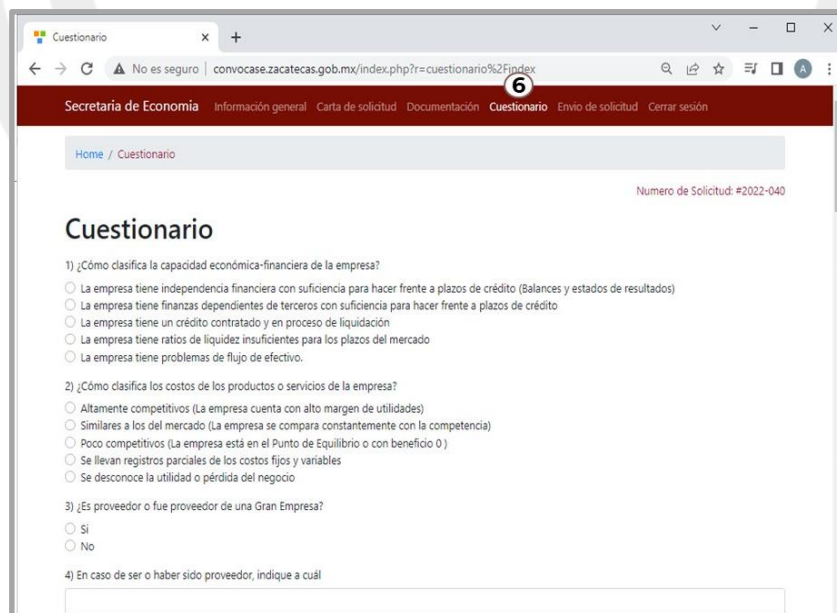 Cuestionario
No es seguro | convocase.zacatecas.gob.mx/index.php?r=cuestionario%2Findex
A
6
Secretaria de Economia Información general Carta de solicitud Documentación Cuestionario Envio de solicitud Cerrar sesión
Home / Cuestionario
Numero de Solicitud: #2022-040
Cuestionario
1) ¿Cómo clasifica la capacidad económica-financiera de la empresa?
La empresa tiene independencia financiera con suficiencia para hacer frente a plazos de crédito (Balances y estados de resultados)
La empresa tiene finanzas dependientes de terceros con suficiencia para hacer frente a plazos de crédito
La empresa tiene un crédito contratado y en proceso de liquidación
La empresa tiene ratios de liquidez insuficientes para los plazos del mercado
La empresa tiene problemas de flujo de efectivo.
2) ¿Cómo clasifica los costos de los productos o servicios de la empresa?
Altamente competitivos (La empresa cuenta con alto margen de utilidades)
Similares a los del mercado (La empresa se compara constantemente con la competencia)
Poco competitivos (La empresa está en el Punto de Equilibrio o con beneficio 0 )
Se llevan registros parciales de los costos fijos y variables
Se desconoce la utilidad o pérdida del negocio
3) ¿Es proveedor o fue proveedor de una Gran Empresa?
Si
No
4) En caso de ser o haber sido proveedor, indique a cuál